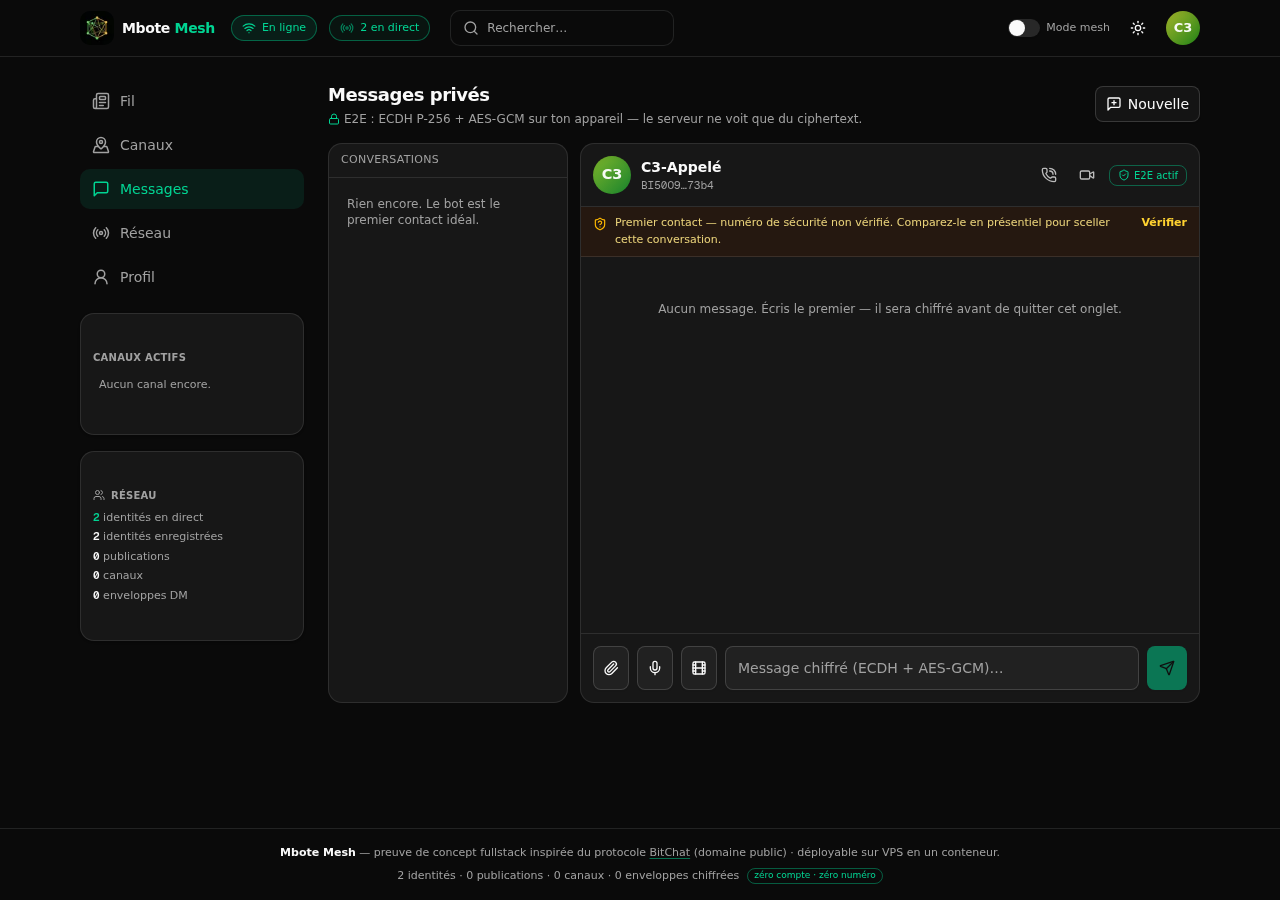 Mbote Mesh
En ligne
2 en direct
Rechercher…
Mode mesh
C3
Fil
Canaux
Messages
Réseau
Profil
CANAUX ACTIFS
Aucun canal encore.
RÉSEAU
2 identités en direct
2 identités enregistrées
0 publications
0 canaux
0 enveloppes DM
Messages privés
E2E : ECDH P-256 + AES-GCM sur ton appareil — le serveur ne voit que du ciphertext.
Nouvelle
CONVERSATIONS
Rien encore. Le bot est le
premier contact idéal.
C3
C3-Appelé
BI5009…73b4
E2E actif
Premier contact — numéro de sécurité non vérifié. Comparez-le en présentiel pour sceller
cette conversation.
Vérifier
Aucun message. Écris le premier — il sera chiffré avant de quitter cet onglet.
Message chiffré (ECDH + AES-GCM)…
Mbote Mesh — preuve de concept fullstack inspirée du protocole BitChat (domaine public) · déployable sur VPS en un conteneur.
2 identités · 0 publications · 0 canaux · 0 enveloppes chiffrées zéro compte · zéro numéro